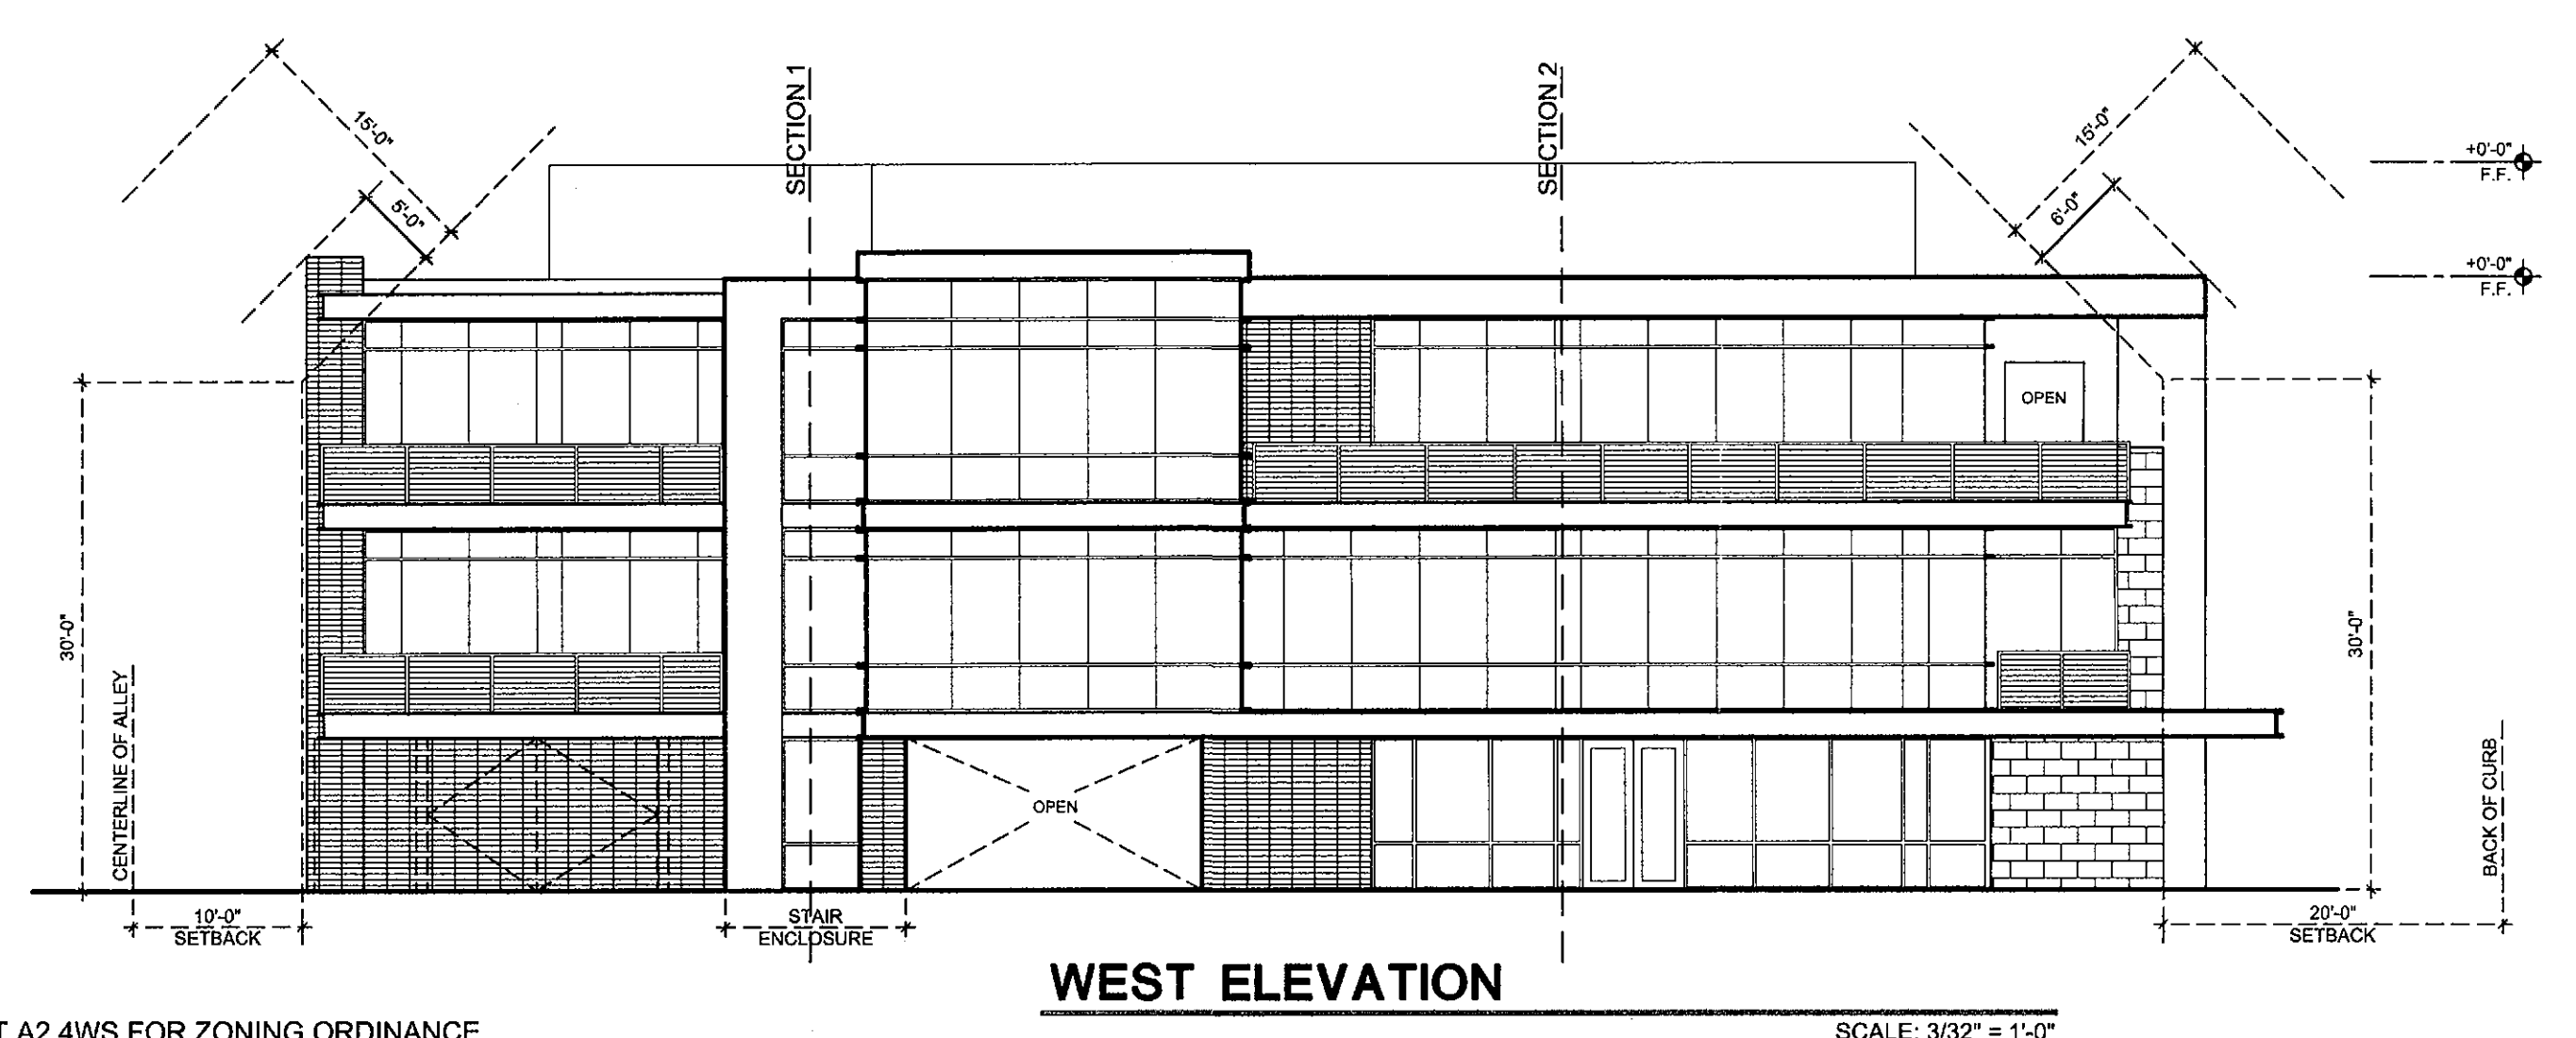 SECTION 1
SECTION 2
15'-0"
15'-0"
+0'-0"
F.F.
5'-0"
6'-0"
+0'-0"
F.F.
OPEN
30'-0"
30'-0"
CENTERLINE OF ALLEY
OPEN
BACK OF CURB
10'-0"
SETBACK
STAIR
ENCLOSURE
20'-0"
SETBACK
WEST ELEVATION
SCALE: 3/32" = 1'-0"
A2.4WS FOR ZONING ORDINANCE